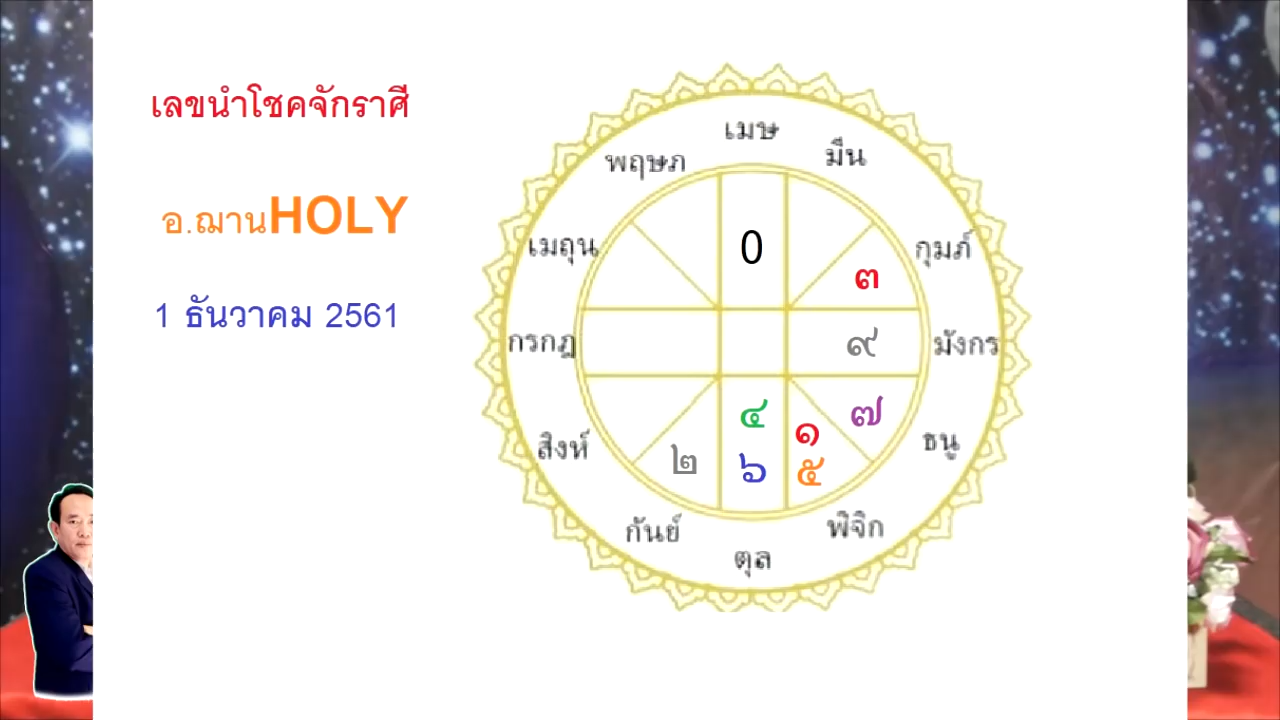 เลขนำโชคจักราศี
อ.ฌานHOLY
1 ธันวาคม 2561
เมษ
มีน
พฤษภ
เมถุน
กุมภ์
0
๓
กรกฎ
๙
มังกร
๔
๑
๗
สิงห์
๒
๖
๕
ธนู
กันย์
ตุล
พิจิก